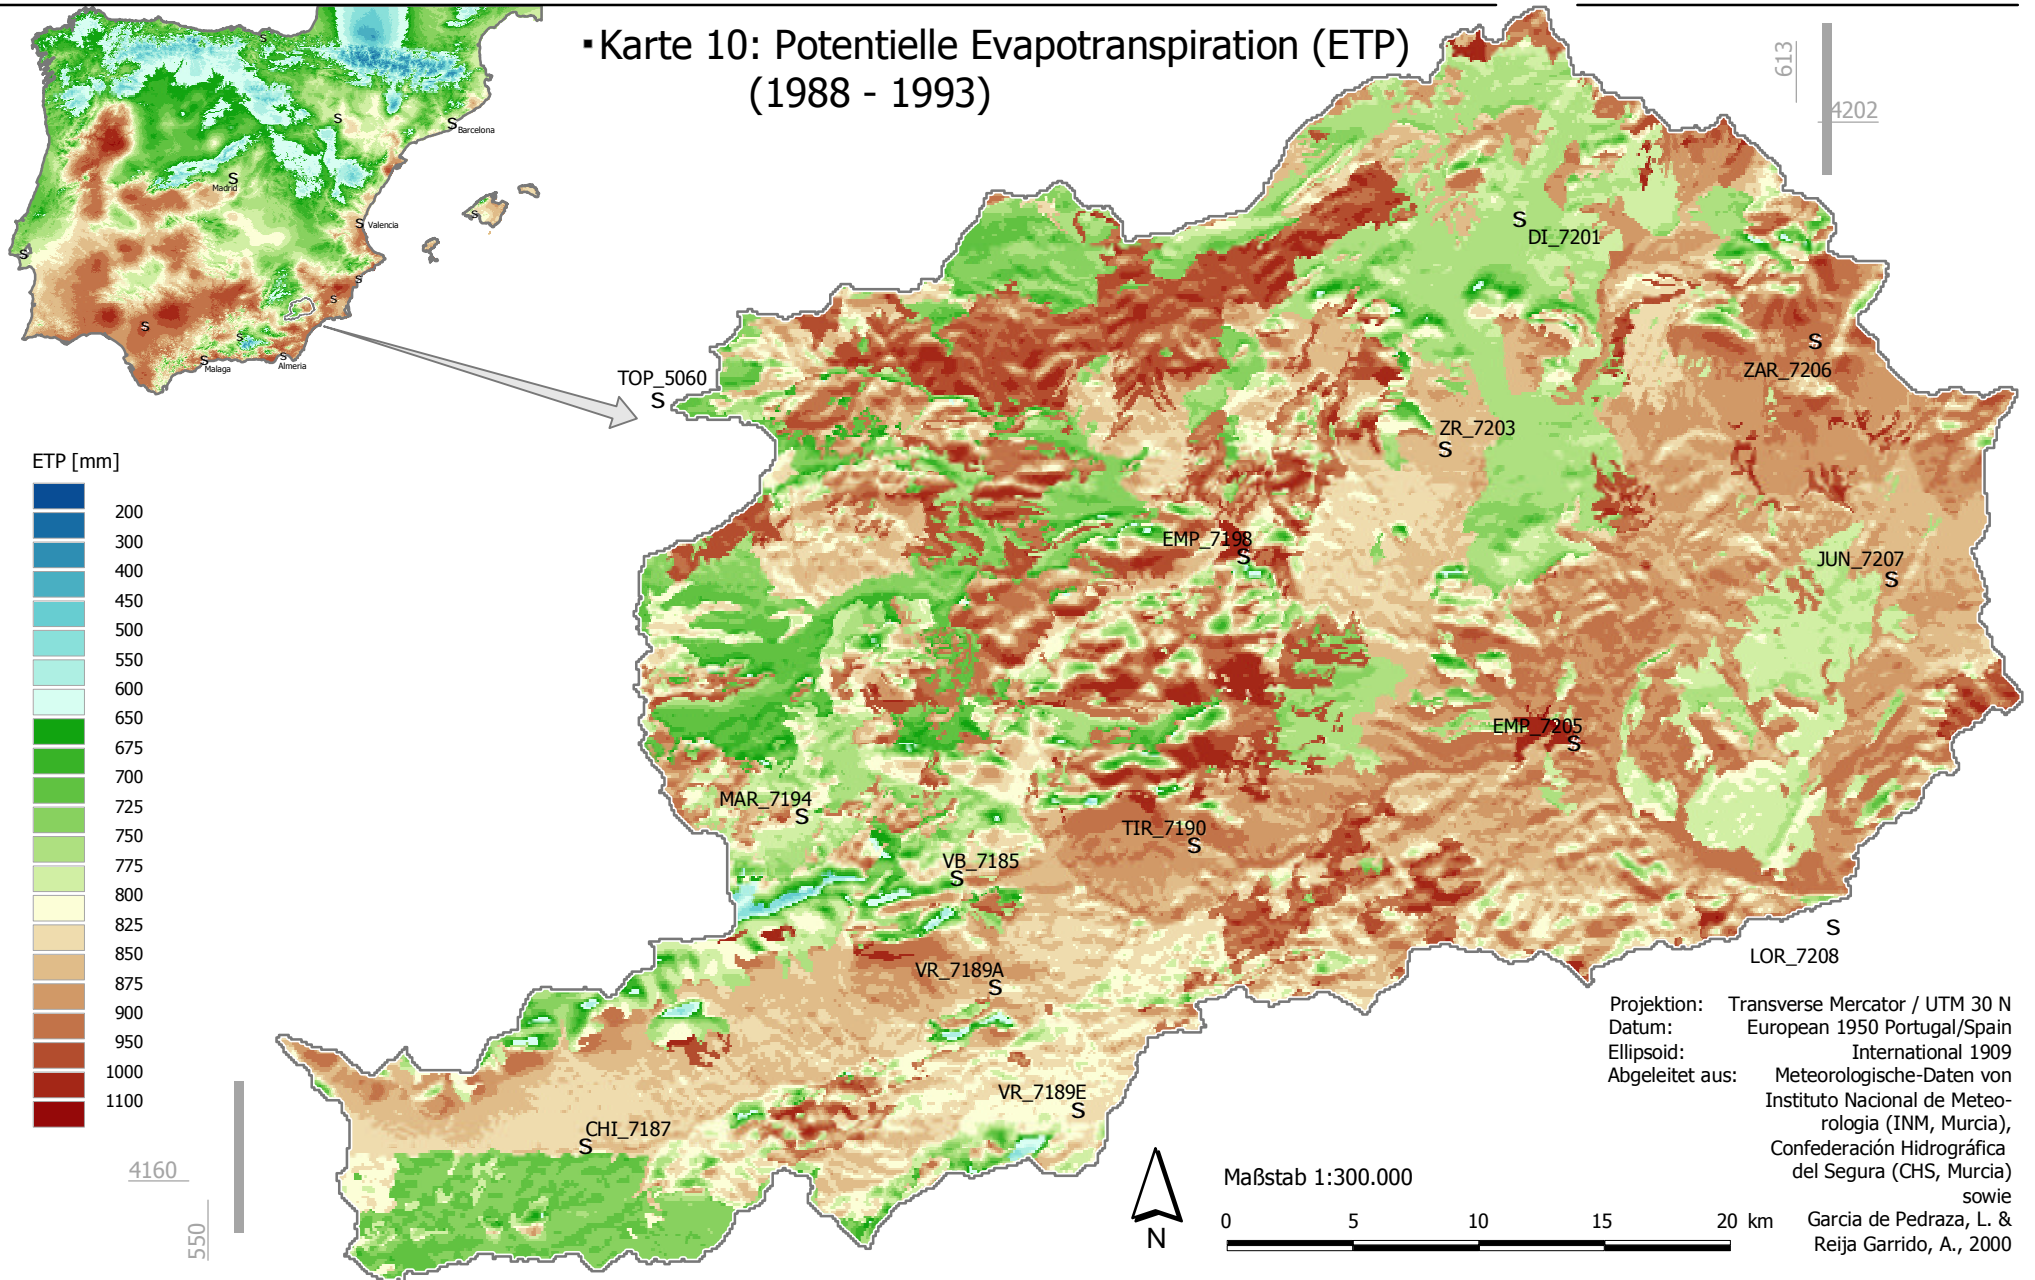 ▪Karte 10: Potentielle Evapotranspiration (ETP)
(1988 - 1993)
613
4202
S
S
S
Barcelona
S
Madrid
S
S
Valencia
S
S
S
S
S
S
Malaga
S
Almeria
DI_7201
S
ZAR_7206
S
TOP_5060
S
ZR_7203
S
EMP_7198
S
JUN_7207
S
EMP_7205
S
MAR_7194
S
TIR_7190
S
VB_7185
S
LOR_7208
S
VR_7189A
S
VR_7189E
S
CHI_7187
S
ETP [mm]
200
300
400
450
500
550
600
650
675
700
725
750
775
800
825
850
875
900
950
1000
1100
4160
550
N
Maßstab 1:300.000
0 5 10 15 20 km
Projektion: Transverse Mercator / UTM 30 N
Datum: European 1950 Portugal/Spain
Ellipsoid: International 1909
Abgeleitet aus: Meteorologische-Daten von
Instituto Nacional de Meteo-
rologia (INM, Murcia),
Confederación Hidrográfica
del Segura (CHS, Murcia)
sowie
Garcia de Pedraza, L. &
Reija Garrido, A., 2000